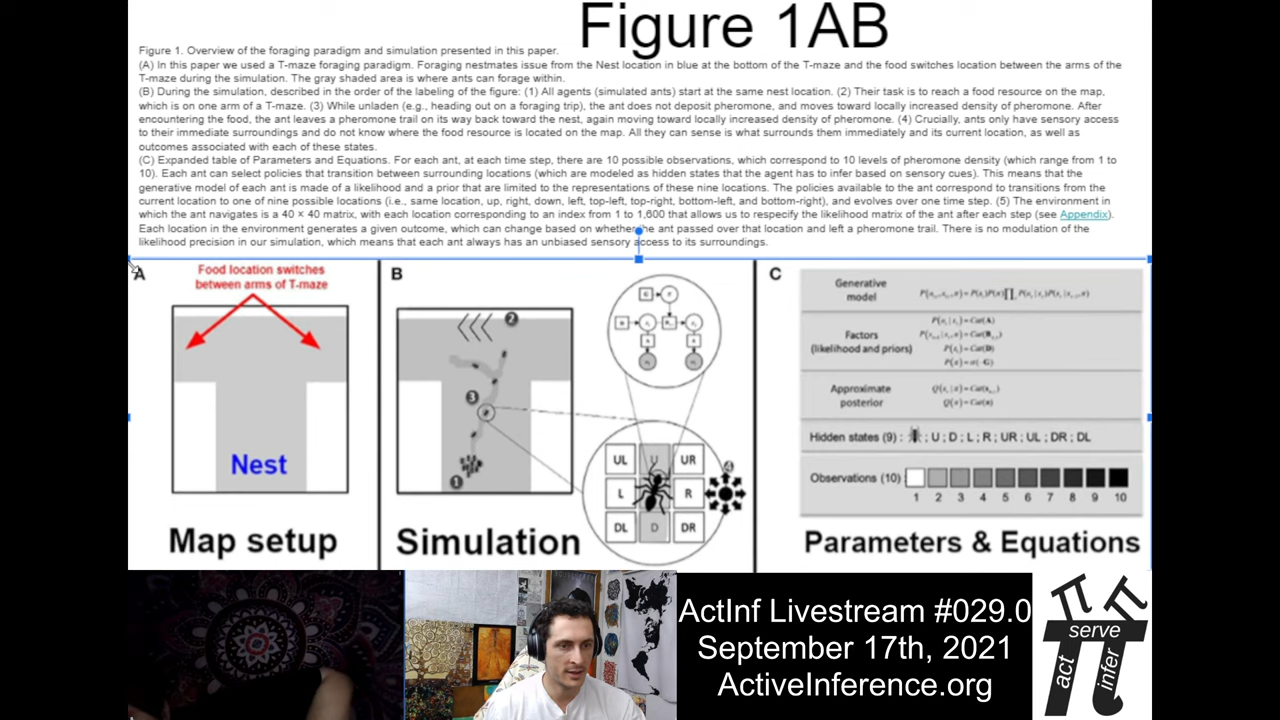 Figure 1AB
Figure 1. Overview of the foraging paradigm and simulation presented in this paper.
(A) In this paper we used a T-maze foraging paradigm. Foraging nestmates issue from the Nest location in blue at the bottom of the T-maze and the food switches location between the arms of the
T-maze during the simulation. The gray shaded area is where ants can forage within.
(B) During the simulation, described in the order of the labeling of the figure: (1) All agents (simulated ants) start at the same nest location. (2) Their task is to reach a food resource on the map,
which is on one arm of a T-maze. (3) While unladen (e.g., heading out on a foraging trip), the ant does not deposit pheromone, and moves toward locally increased density of pheromone. After
encountering the food, the ant leaves a pheromone trail on its way back toward the nest, again moving toward locally increased density of pheromone. (4) Crucially, ants only have sensory access
to their immediate surroundings and do not know where the food resource is located on the map. All they can sense is what surrounds them immediately and its current location, as well as
outcomes associated with each of these states.
(C) Expanded table of Parameters and Equations. For each ant, at each time step, there are 10 possible observations, which correspond to 10 levels of pheromone density (which range from 1 to
10). Each ant can select policies that transition between surrounding locations (which are modeled as hidden states that the agent has to infer based on sensory cues). This means that the
generative model of each ant is made of a likelihood and a prior that are limited to the representations of these nine locations. The policies available to the ant correspond to transitions from the
current location to one of nine possible locations (i.e., same location, up, right, down, left, top-left, top-right, bottom-left, and bottom-right), and evolves over one time step. (5) The environment in
which the ant navigates is a 40 × 40 matrix, with each location corresponding to an index from 1 to 1,600 that allows us to respecify the likelihood matrix of the ant after each step (see Appendix).
Each location in the environment generates a given outcome, which can change based on whether the ant passed over that location and left a pheromone trail. There is no modulation of the
likelihood precision in our simulation, which means that each ant always has an unbiased sensory access to its surroundings.
A
Food location switches
between arms of T-maze
Nest
Map setup
B
2
3
1
4
UL U UR
L R
DL D DR
Simulation
C
Generative
model
Factors
(likelihood and priors)
Approximate
posterior
Hidden states (9) : ; U ; D ; L ; R ; UR ; UL ; DR ; DL
Observations (10) :
1 2 3 4 5 6 7 8 9 10
Parameters & Equations
ActInf Livestream #029.0
September 17th, 2021
ActiveInference.org
serve
act
infer